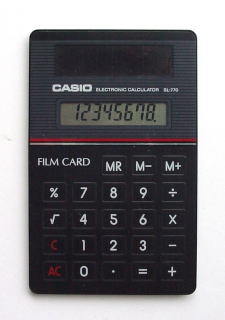 CASIO ELECTRONIC CALCULATOR SL-770
12345678.
FILM CARD MR M− M+
% 7 8 9 ÷
√ 4 5 6 X
C 1 2 3 −
AC 0 · = +